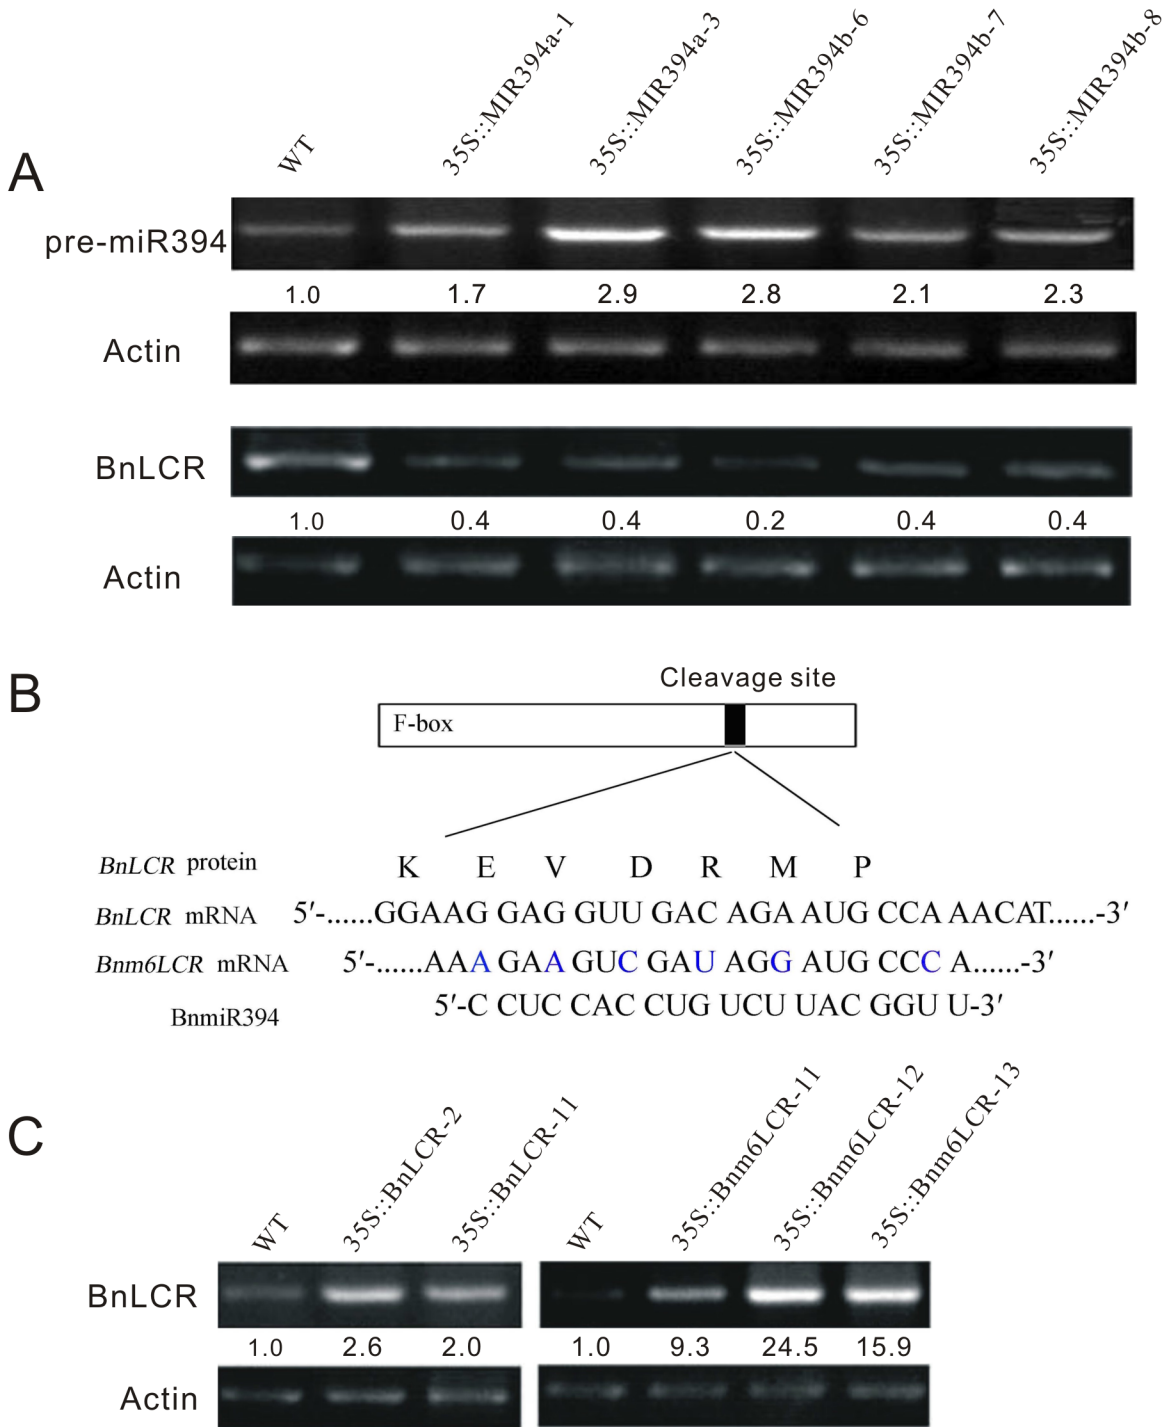 A
WT 35S::MIR394a-1 35S::MIR394a-3 35S::MIR394b-6 35S::MIR394b-7 35S::MIR394b-8
pre-miR394
1.0 1.7 2.9 2.8 2.1 2.3
Actin
BnLCR
1.0 0.4 0.4 0.2 0.4 0.4
Actin
B
Cleavage site
F-box
BnLCR protein K E V D R M P
BnLCR mRNA 5′-......GGAAG GAG GUU GAC AGA AUG CCA AACAT......-3′
Bnm6LCR mRNA 5′-......AAA GAA GUC GAU AGG AUG CCC A......-3′
BnmiR394 5′-C CUC CAC CUG UCU UAC GGU U-3′
C
WT 35S::BnLCR-2 35S::BnLCR-11 WT 35S::Bnm6LCR-11 35S::Bnm6LCR-12 35S::Bnm6LCR-13
BnLCR
1.0 2.6 2.0 1.0 9.3 24.5 15.9
Actin